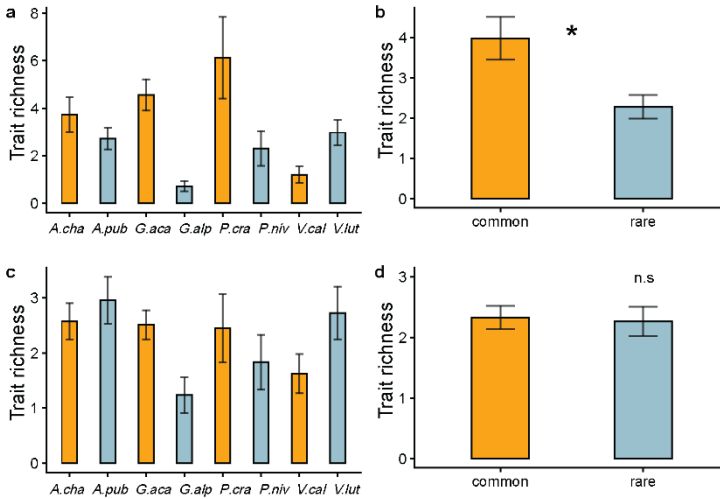 a
Trait richness
8
6
4
2
0
A.cha A.pub G.aca G.alp P.cra P.niv V.cal V.lut
b
Trait richness
4
3
2
1
0
*
common rare
c
Trait richness
3
2
1
0
A.cha A.pub G.aca G.alp P.cra P.niv V.cal V.lut
d
Trait richness
3
2
1
0
n.s
common rare